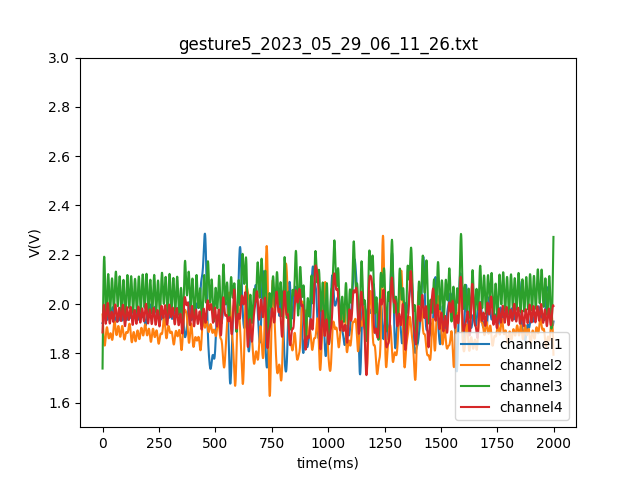 gesture5_2023_05_29_06_11_26.txt
3.0
2.8
2.6
2.4
2.2
2.0
1.8
1.6
V(V)
channel1
channel2
channel3
channel4
0 250 500 750 1000 1250 1500 1750 2000
time(ms)